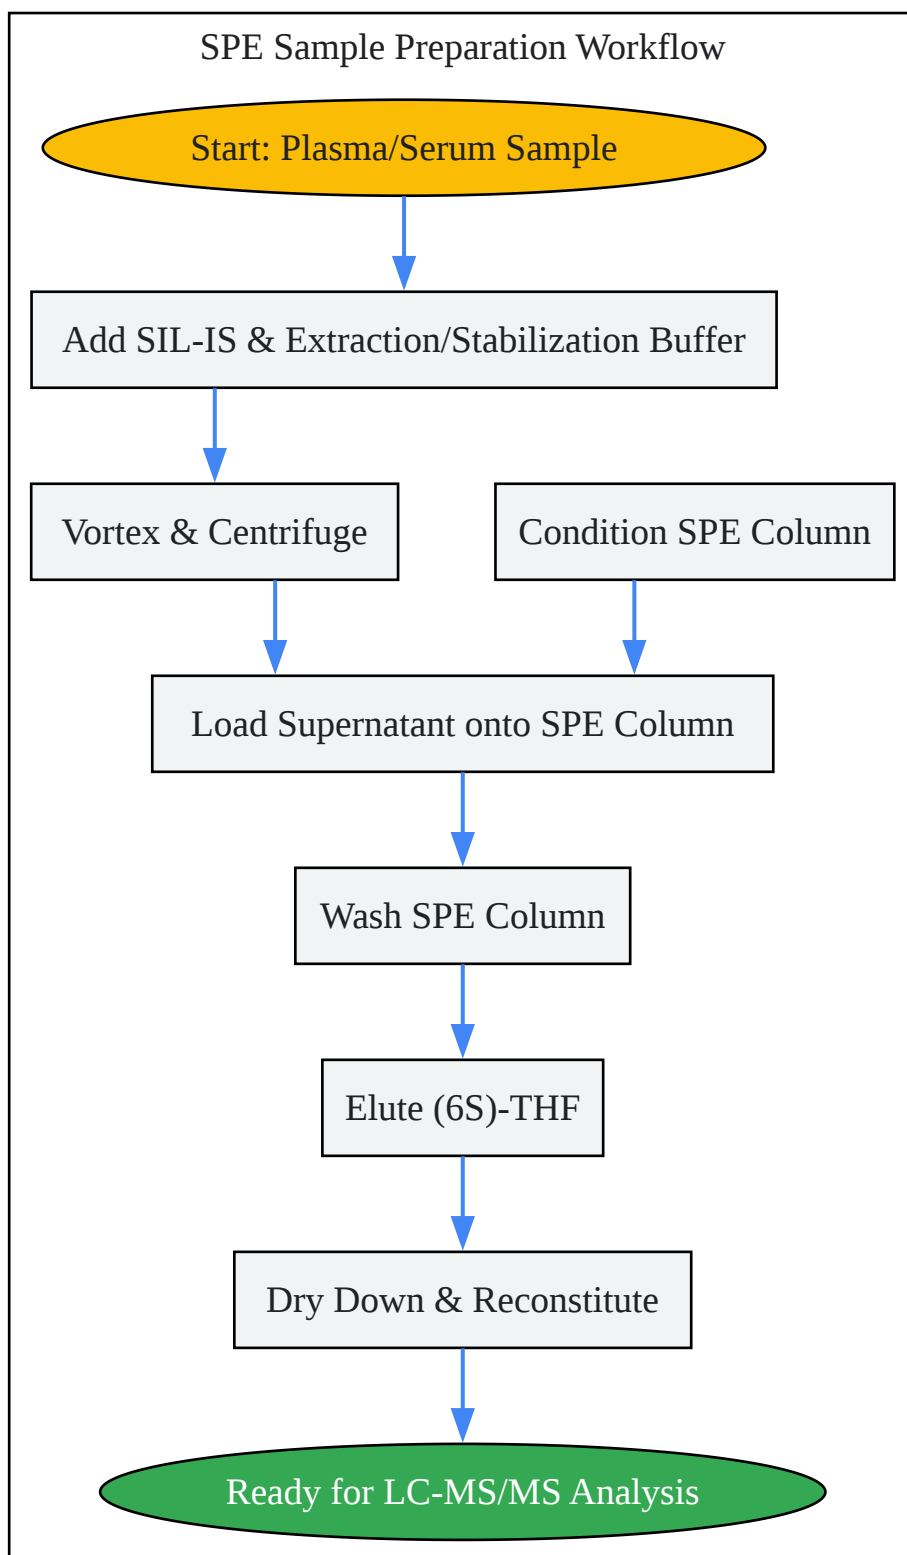 SPE Sample Preparation Workflow
Start: Plasma/Serum Sample
Add SIL-IS & Extraction/Stabilization Buffer
Vortex & Centrifuge
Condition SPE Column
Load Supernatant onto SPE Column
Wash SPE Column
Elute (6S)-THF
Dry Down & Reconstitute
Ready for LC-MS/MS Analysis